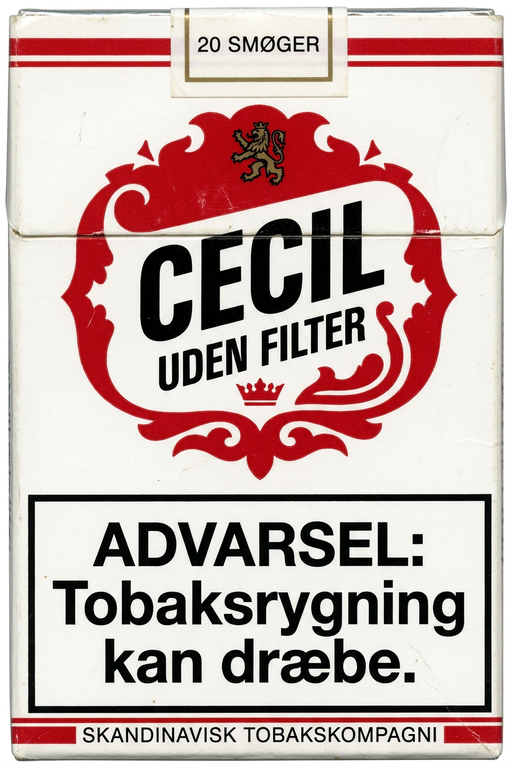 20 SMØGER
CECIL
UDEN FILTER
ADVARSEL:
Tobaksrygning
kan dræbe.
SKANDINAVISK TOBAKSKOMPAGNI